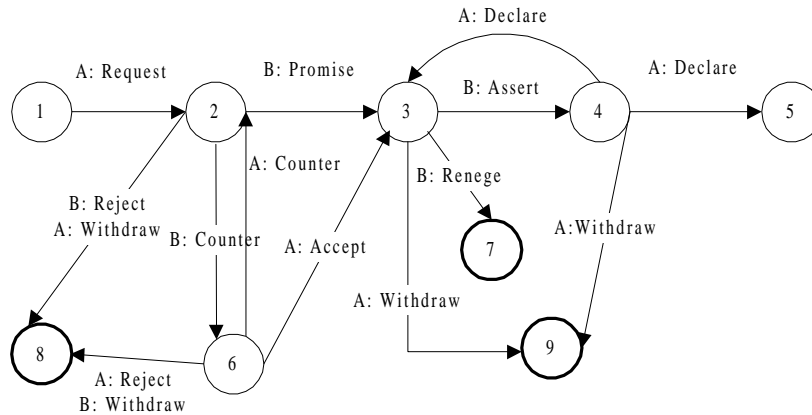 A: Declare
A: Request
B: Promise
A: Declare
B: Assert
1
2
3
4
5
A: Counter
B: Renege
B: Reject
A: Withdraw
B: Counter
A: Accept
A:Withdraw
7
A: Withdraw
8
6
9
A: Reject
B: Withdraw